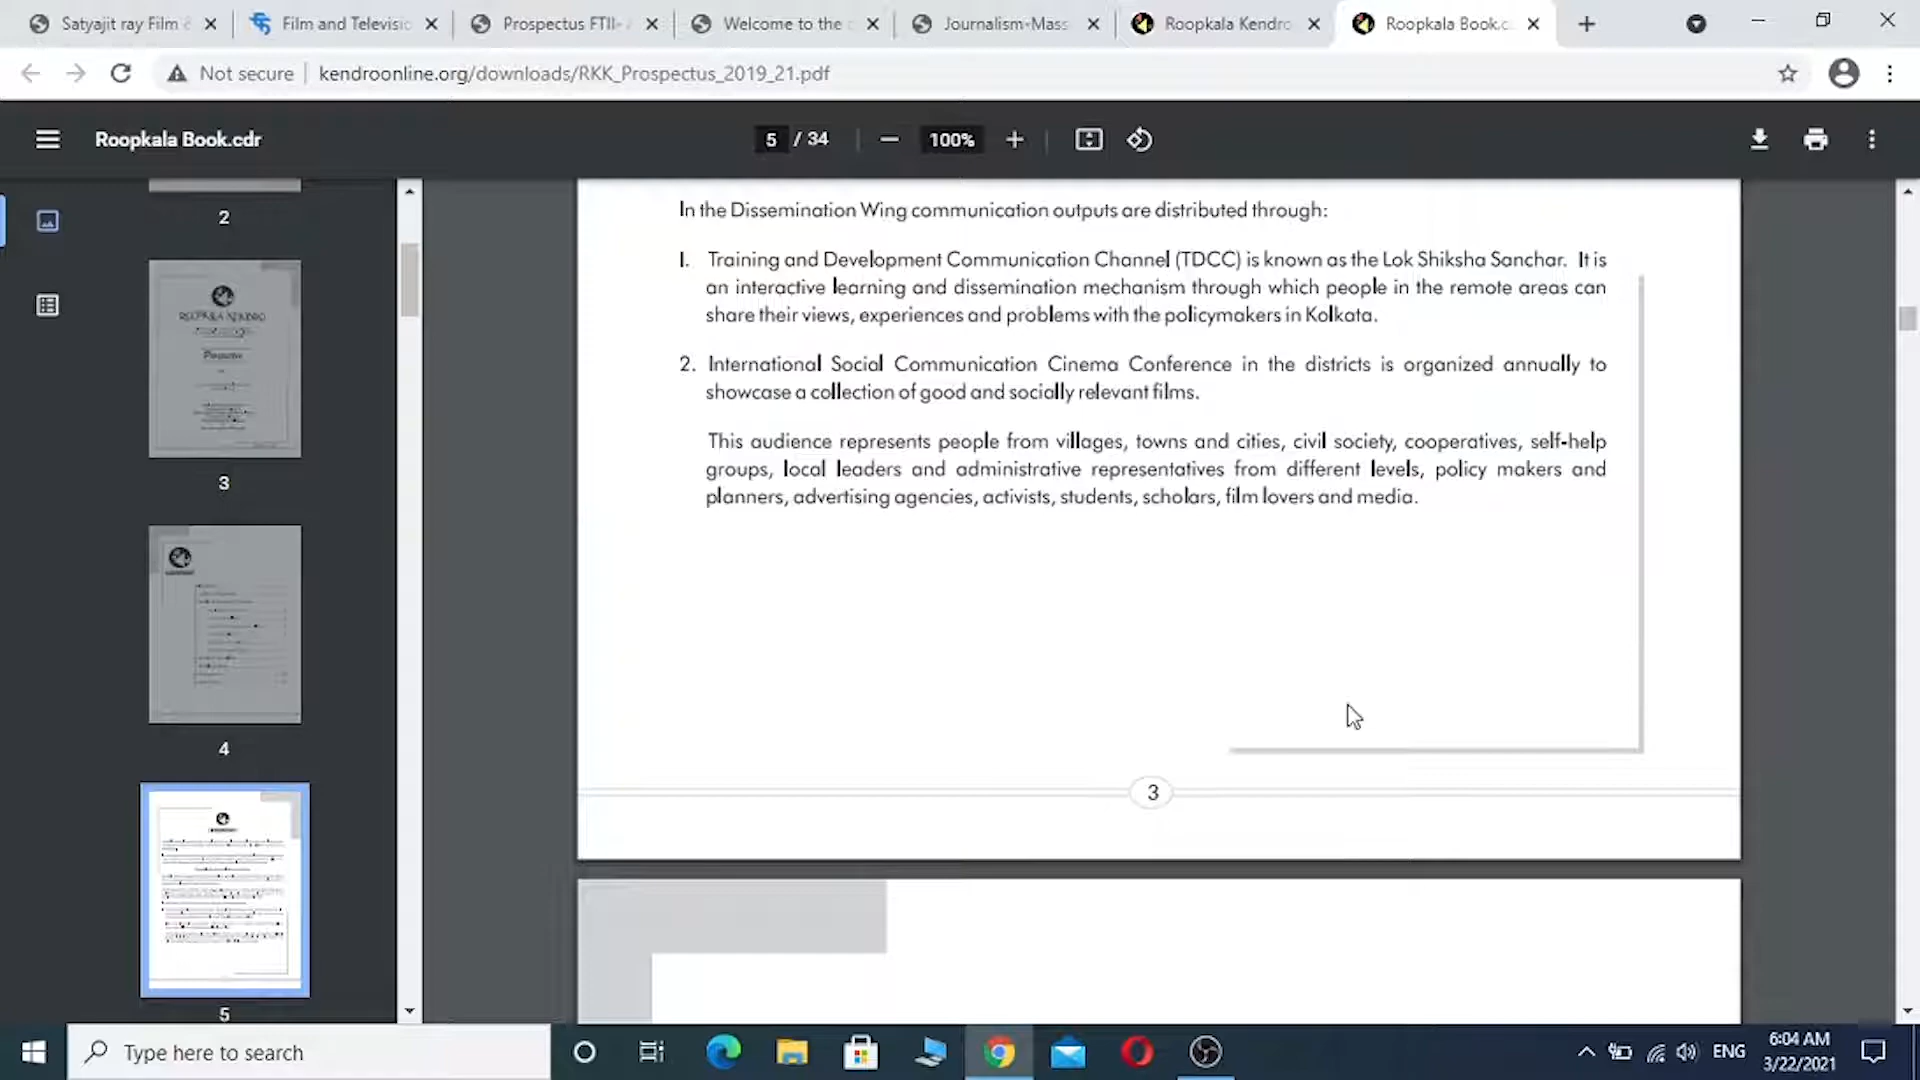 Satyajit ray Film &
Film and Televisio
Prospectus FTII-
Welcome to the
Journalism-Mass
Roopkala Kendro
Roopkala Book.c
Not secure
kendroonline.org/downloads/RKK_Prospectus_2019_21.pdf
Roopkala Book.cdr
5 / 34
100%
2
ROOPKALA KENDRO
Prospectus
3
4
5
In the Dissemination Wing communication outputs are distributed through:
1. Training and Development Communication Channel (TDCC) is known as the Lok Shiksha Sanchar. It is
an interactive learning and dissemination mechanism through which people in the remote areas can
share their views, experiences and problems with the policymakers in Kolkata.
2. International Social Communication Cinema Conference in the districts is organized annually to
showcase a collection of good and socially relevant films.
This audience represents people from villages, towns and cities, civil society, cooperatives, self-help
groups, local leaders and administrative representatives from different levels, policy makers and
planners, advertising agencies, activists, students, scholars, film lovers and media.
3
Type here to search
ENG
6:04 AM
3/22/2021